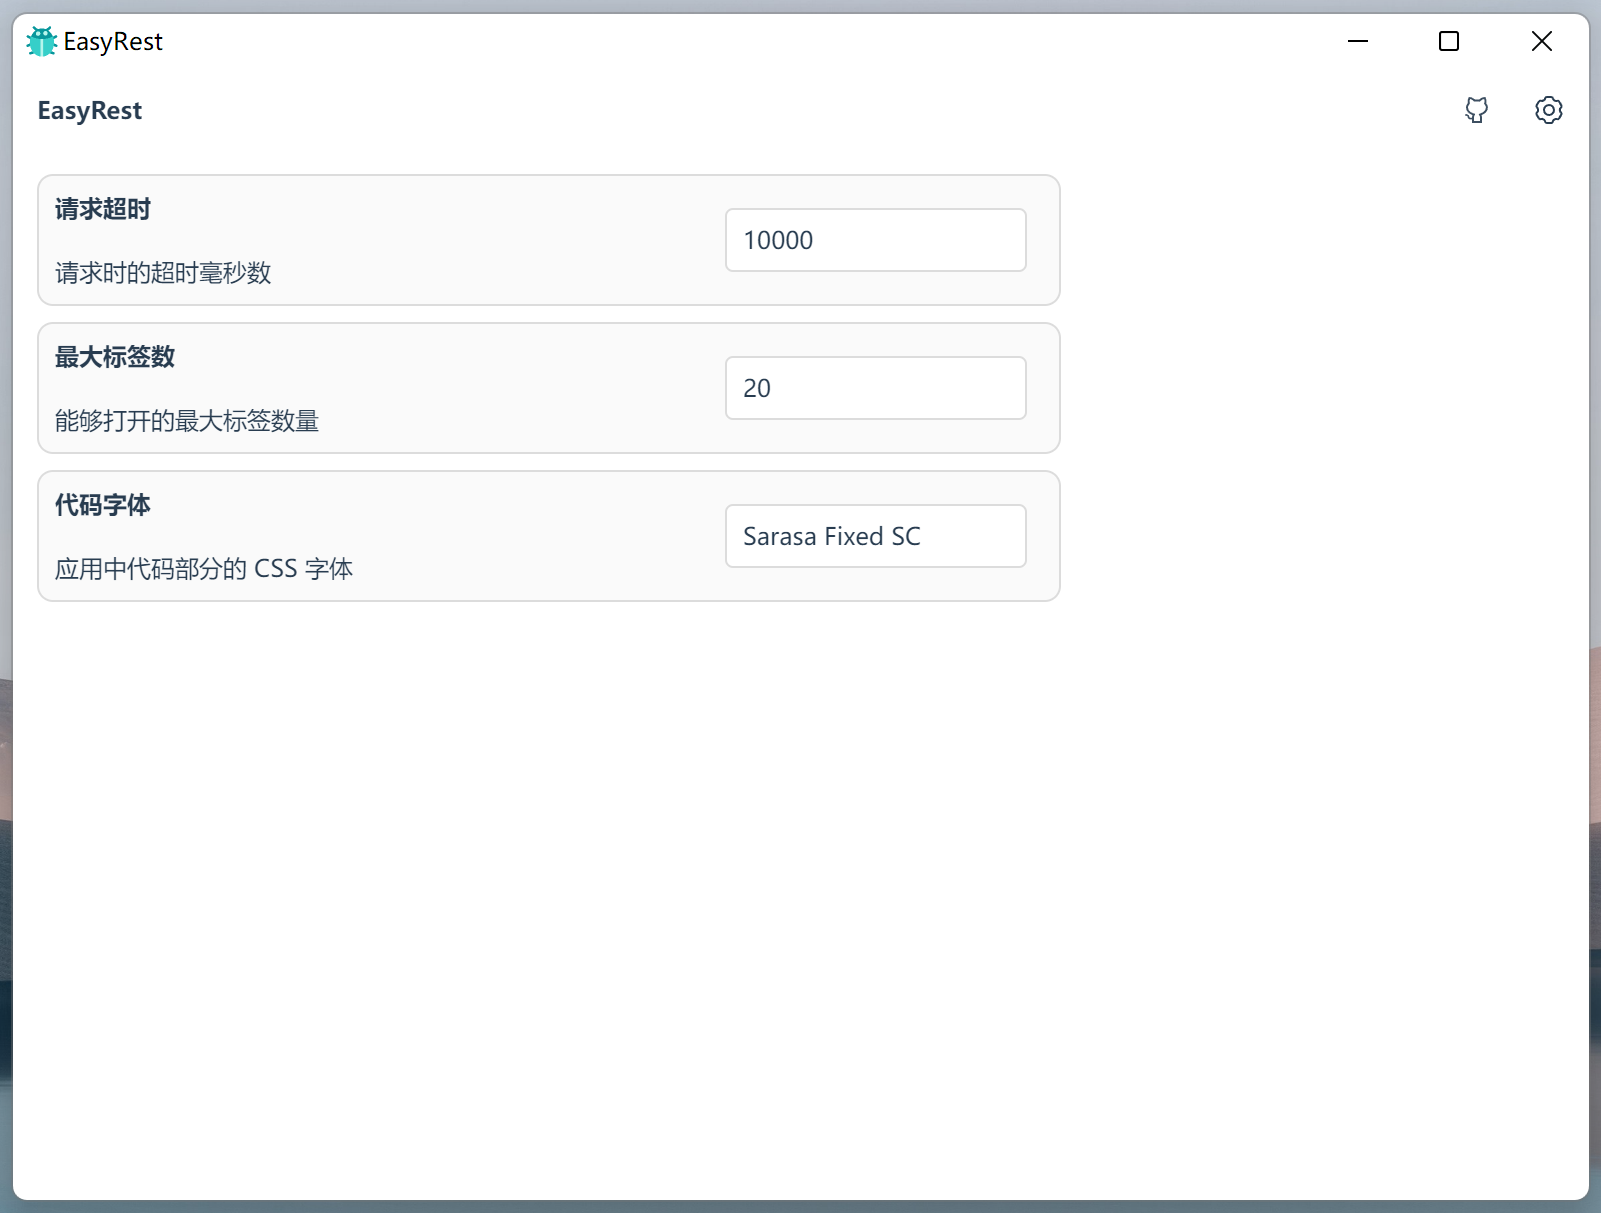 EasyRest
EasyRest
请求超时
请求时的超时毫秒数
10000
最大标签数
能够打开的最大标签数量
20
代码字体
应用中代码部分的 CSS 字体
Sarasa Fixed SC